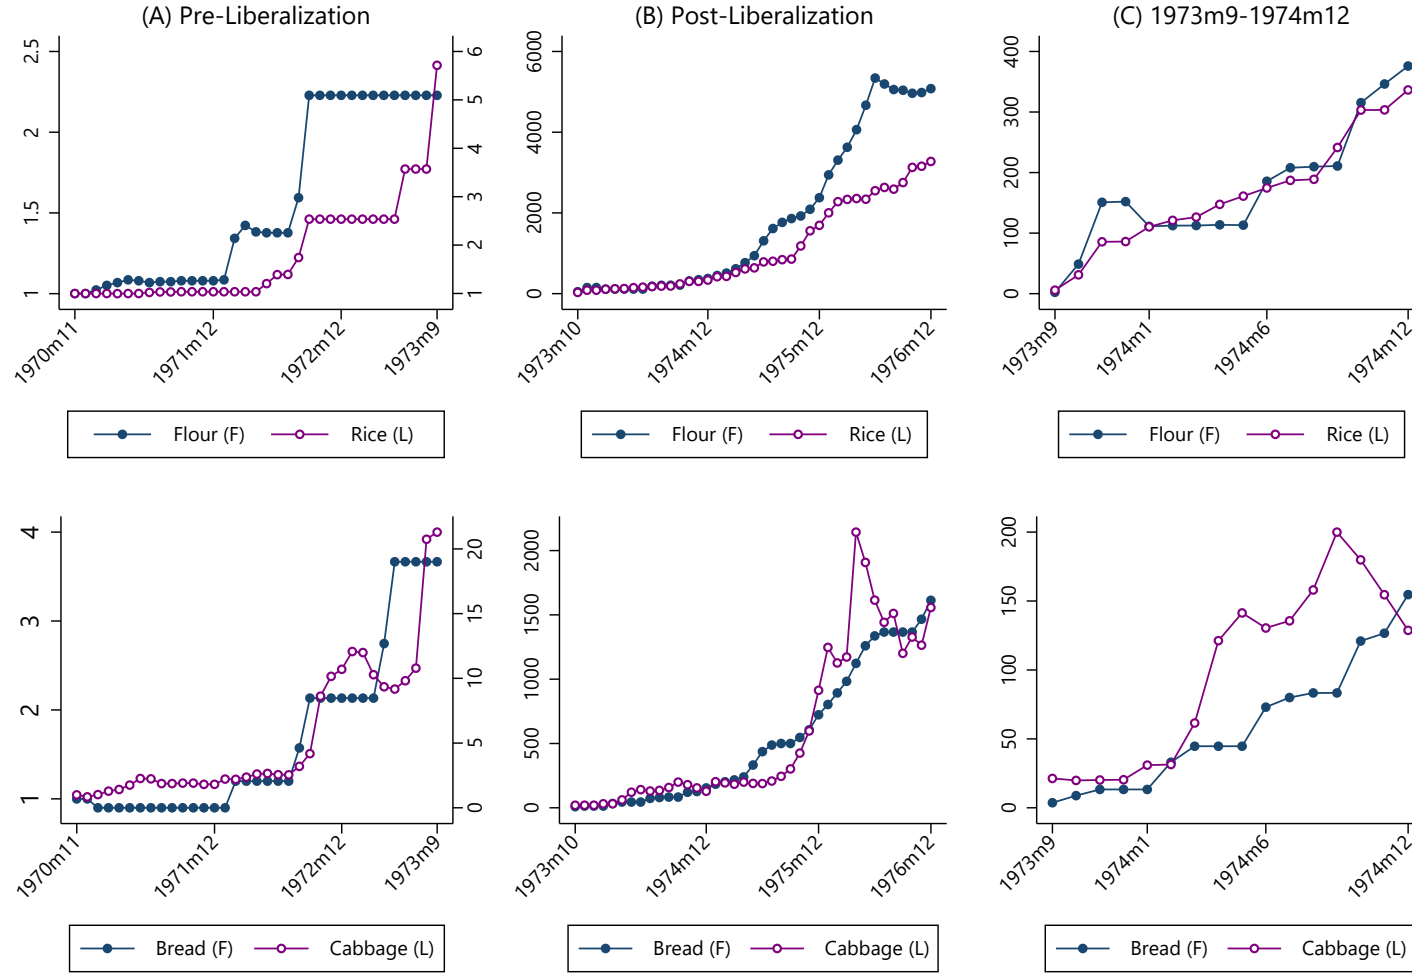 (A) Pre-Liberalization
(B) Post-Liberalization
(C) 1973m9-1974m12
2.5
2
1.5
1
6
5
4
3
2
1
1970m11
1971m12
1972m12
1973m9
Flour (F)
Rice (L)
6000
4000
2000
0
1973m10
1974m12
1975m12
1976m12
Flour (F)
Rice (L)
400
300
200
100
0
1973m9
1974m1
1974m6
1974m12
Flour (F)
Rice (L)
4
3
2
1
20
15
10
5
0
1970m11
1971m12
1972m12
1973m9
Bread (F)
Cabbage (L)
2000
1500
1000
500
0
1973m10
1974m12
1975m12
1976m12
Bread (F)
Cabbage (L)
200
150
100
50
0
1973m9
1974m1
1974m6
1974m12
Bread (F)
Cabbage (L)